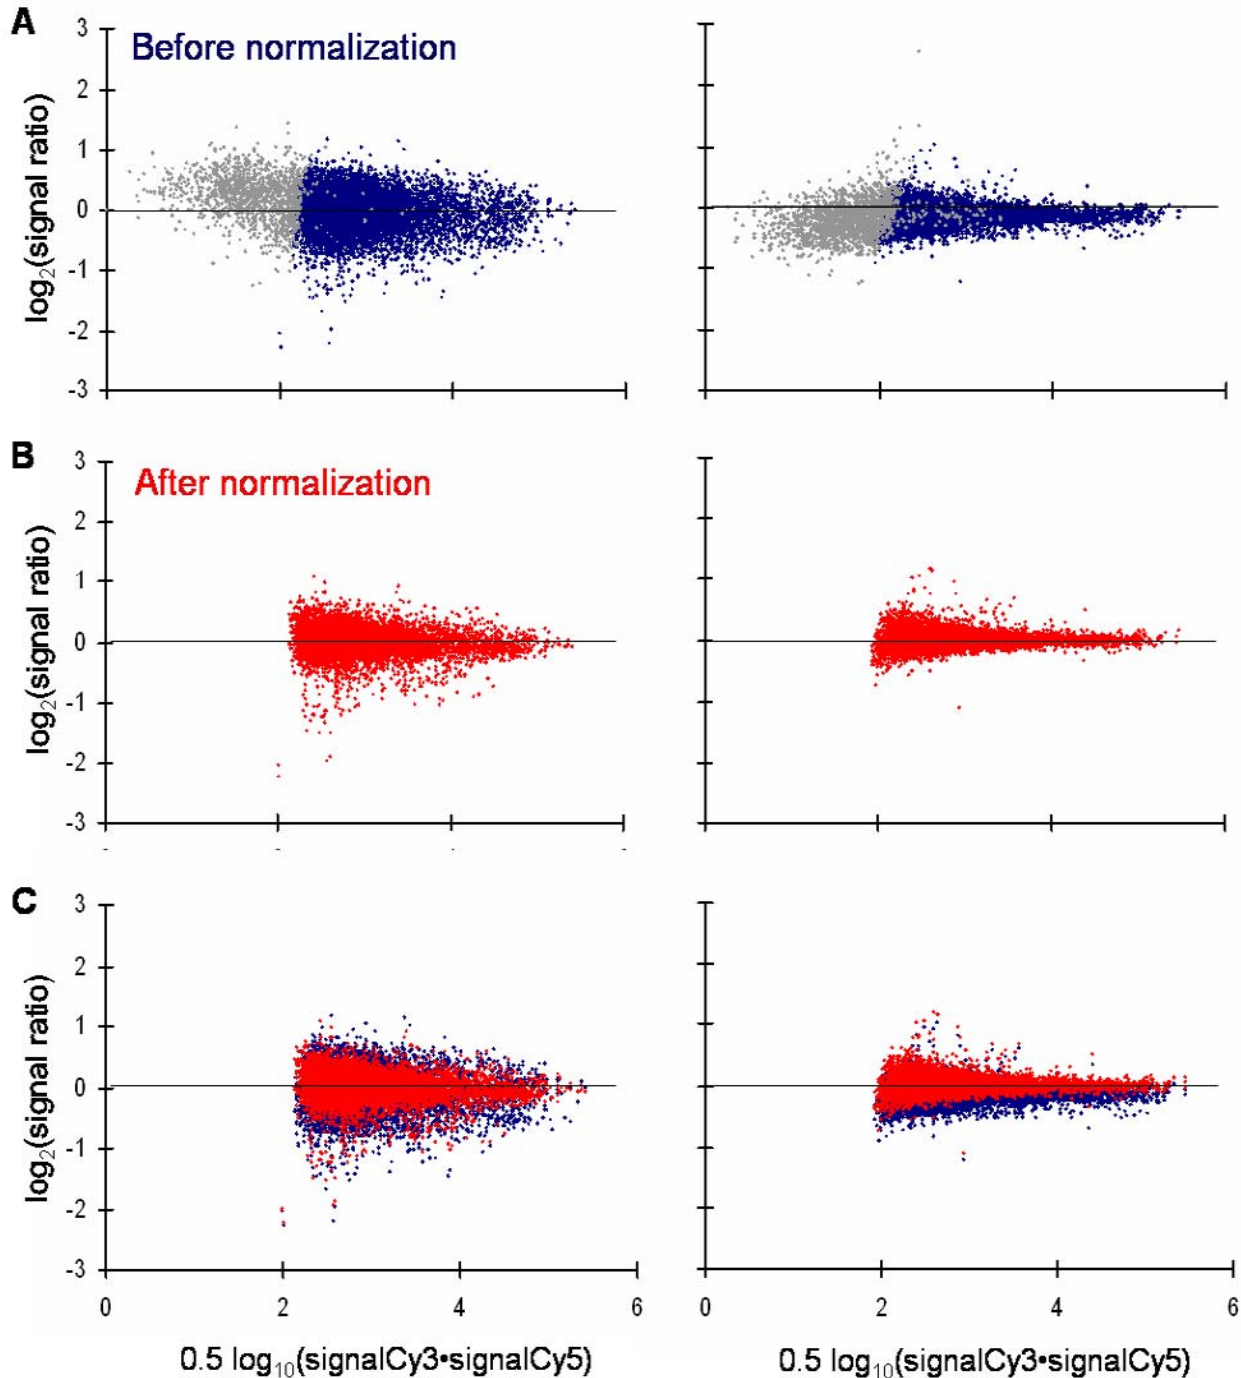 A
Before normalization
3
2
1
0
-1
-2
-3
log2(signal ratio)
B
After normalization
3
2
1
0
-1
-2
-3
log2(signal ratio)
C
3
2
1
0
-1
-2
-3
log2(signal ratio)
0 2 4 6
0 2 4 6
0.5 log10(signalCy3•signalCy5)
0.5 log10(signalCy3•signalCy5)